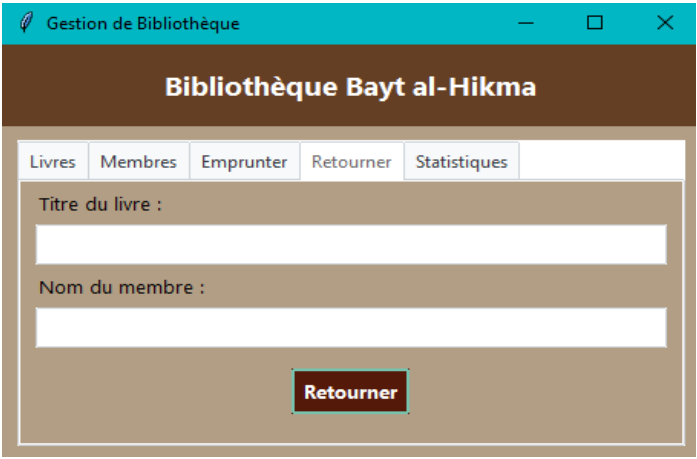 Gestion de Bibliothèque
Bibliothèque Bayt al-Hikma
Livres Membres Emprunter Retourner Statistiques
Titre du livre :
Nom du membre :
Retourner